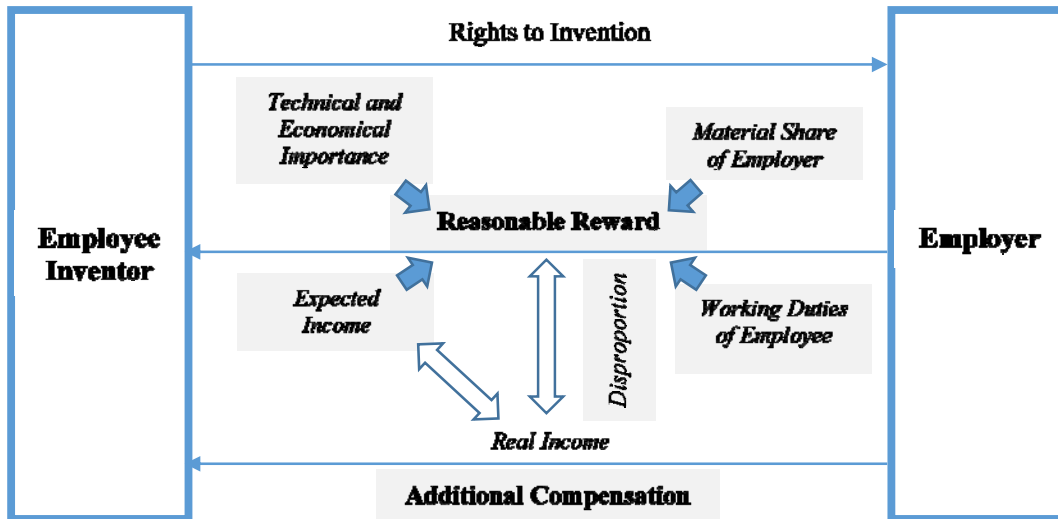 Rights to Invention
Technical and
Economical
Importance
Material Share
of Employer
Reasonable Reward
Employee
Inventor
Employer
Expected
Income
Disproportion
Working Duties
of Employee
Real Income
Additional Compensation